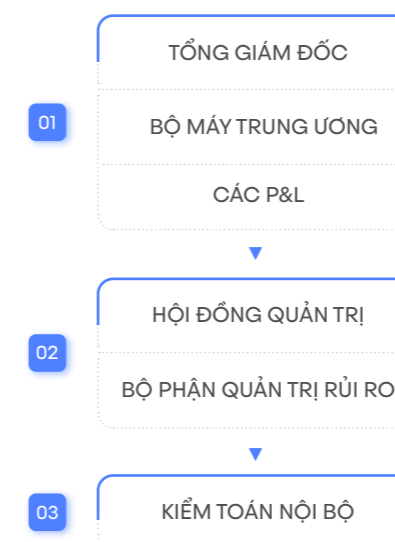 TỔNG GIÁM ĐỐC
01
BỘ MÁY TRUNG ƯƠNG
CÁC P&L
HỘI ĐỒNG QUẢN TRỊ
02
BỘ PHẬN QUẢN TRỊ RỦI RO
03
KIỂM TOÁN NỘI BỘ